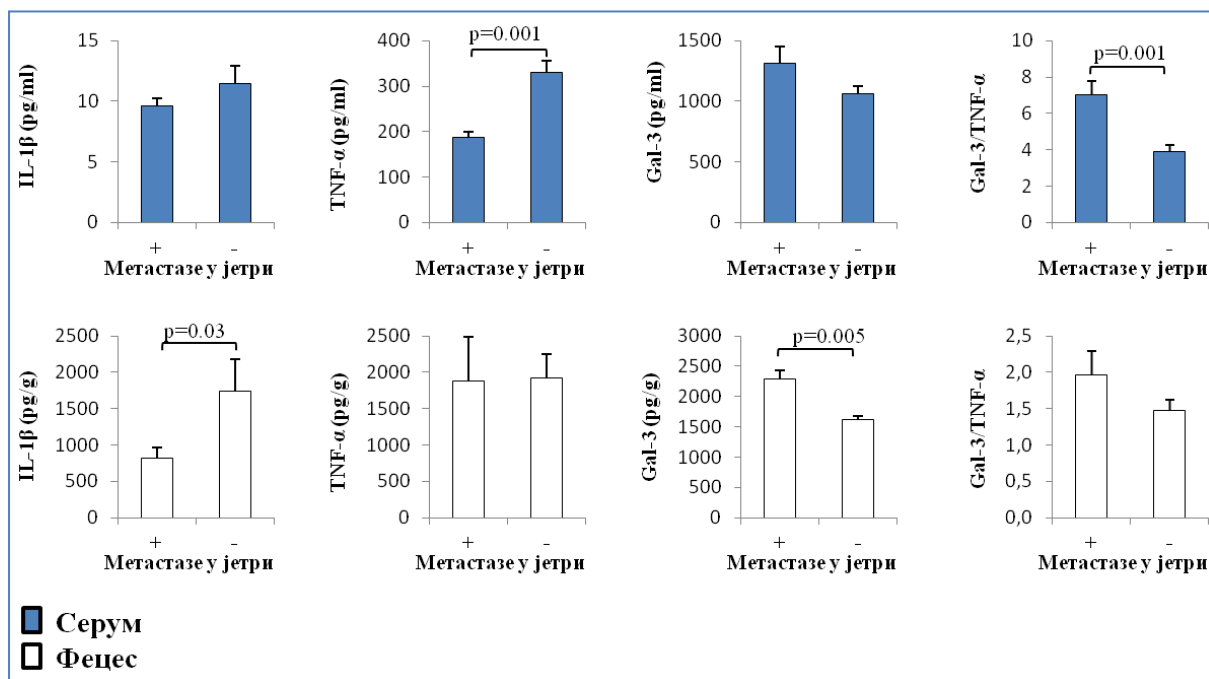 IL-1β (pg/ml)
15
10
5
0
+ -
Метастазе у јетри
TNF-α (pg/ml)
400
300
200
100
0
p=0.001
+ -
Метастазе у јетри
Gal-3 (pg/ml)
1500
1000
500
0
+ -
Метастазе у јетри
Gal-3/TNF-α
10
8
6
4
2
0
p=0.001
+ -
Метастазе у јетри
IL-1β (pg/g)
2500
2000
1500
1000
500
0
p=0.03
+ -
Метастазе у јетри
TNF-α (pg/g)
2500
2000
1500
1000
500
0
+ -
Метастазе у јетри
Gal-3 (pg/g)
3000
2500
2000
1500
1000
500
0
p=0.005
+ -
Метастазе у јетри
Gal-3/TNF-α
2,5
2,0
1,5
1,0
0,5
0,0
+ -
Метастазе у јетри
Серум
Фецес